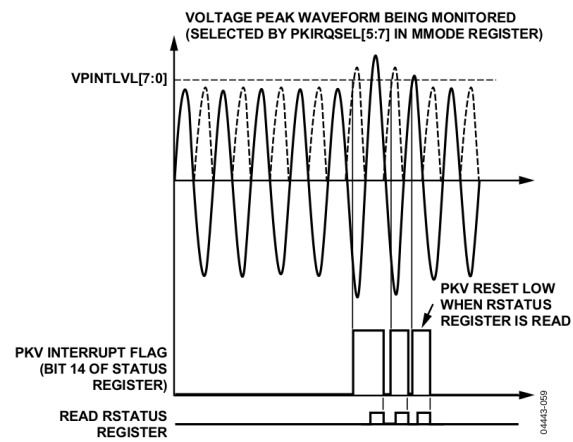 VOLTAGE PEAK WAVEFORM BEING MONITORED
(SELECTED BY PKIRQSEL[5:7] IN MMODE REGISTER)
VPINTLVL[7:0]
PKV RESET LOW
WHEN RSTATUS
REGISTER IS READ
PKV INTERRUPT FLAG
(BIT 14 OF STATUS
REGISTER)
READ RSTATUS
REGISTER
04443-059